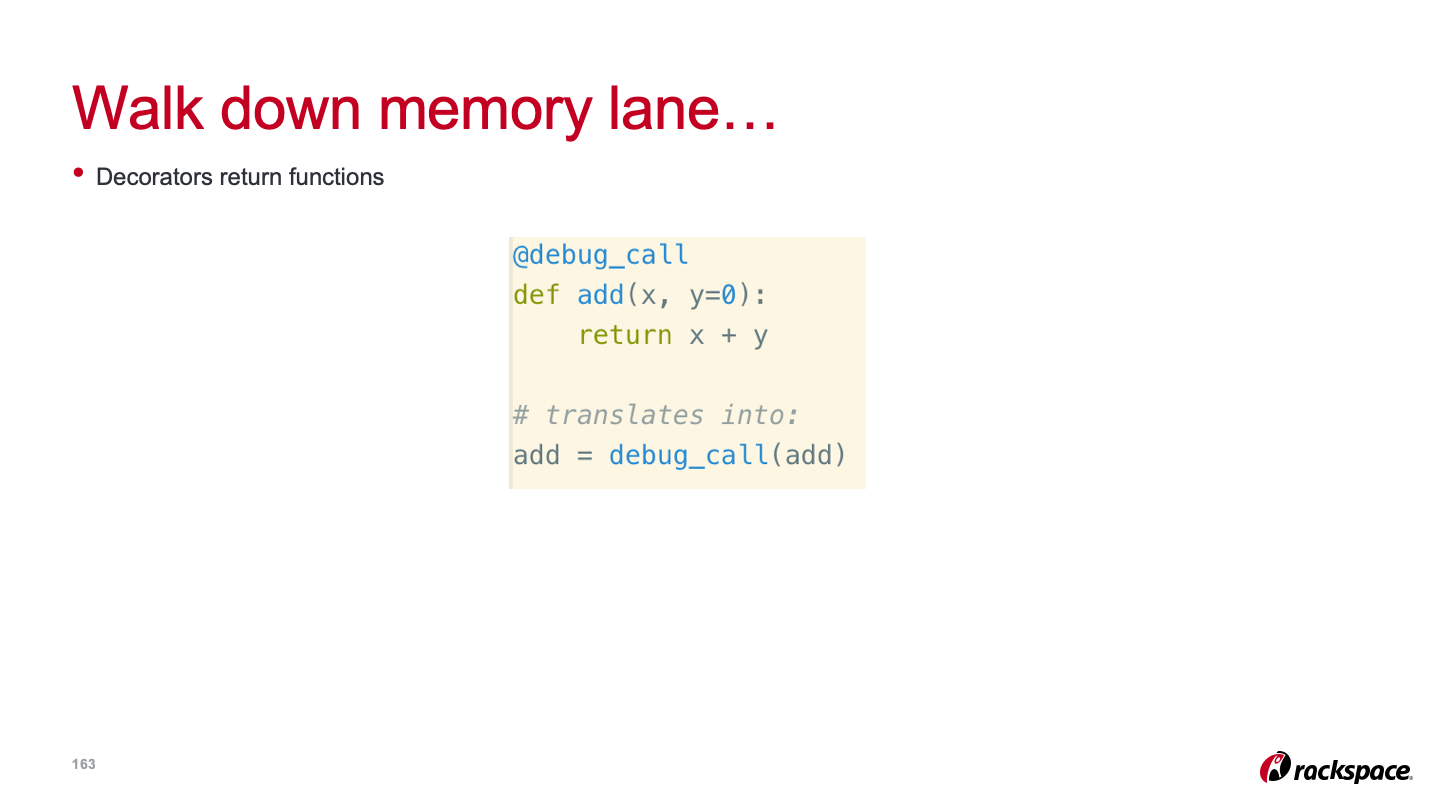 Walk down memory lane…
• Decorators return functions
@debug_call
def add(x, y=0):
    return x + y
# translates into:
add = debug_call(add)
163
rackspace.